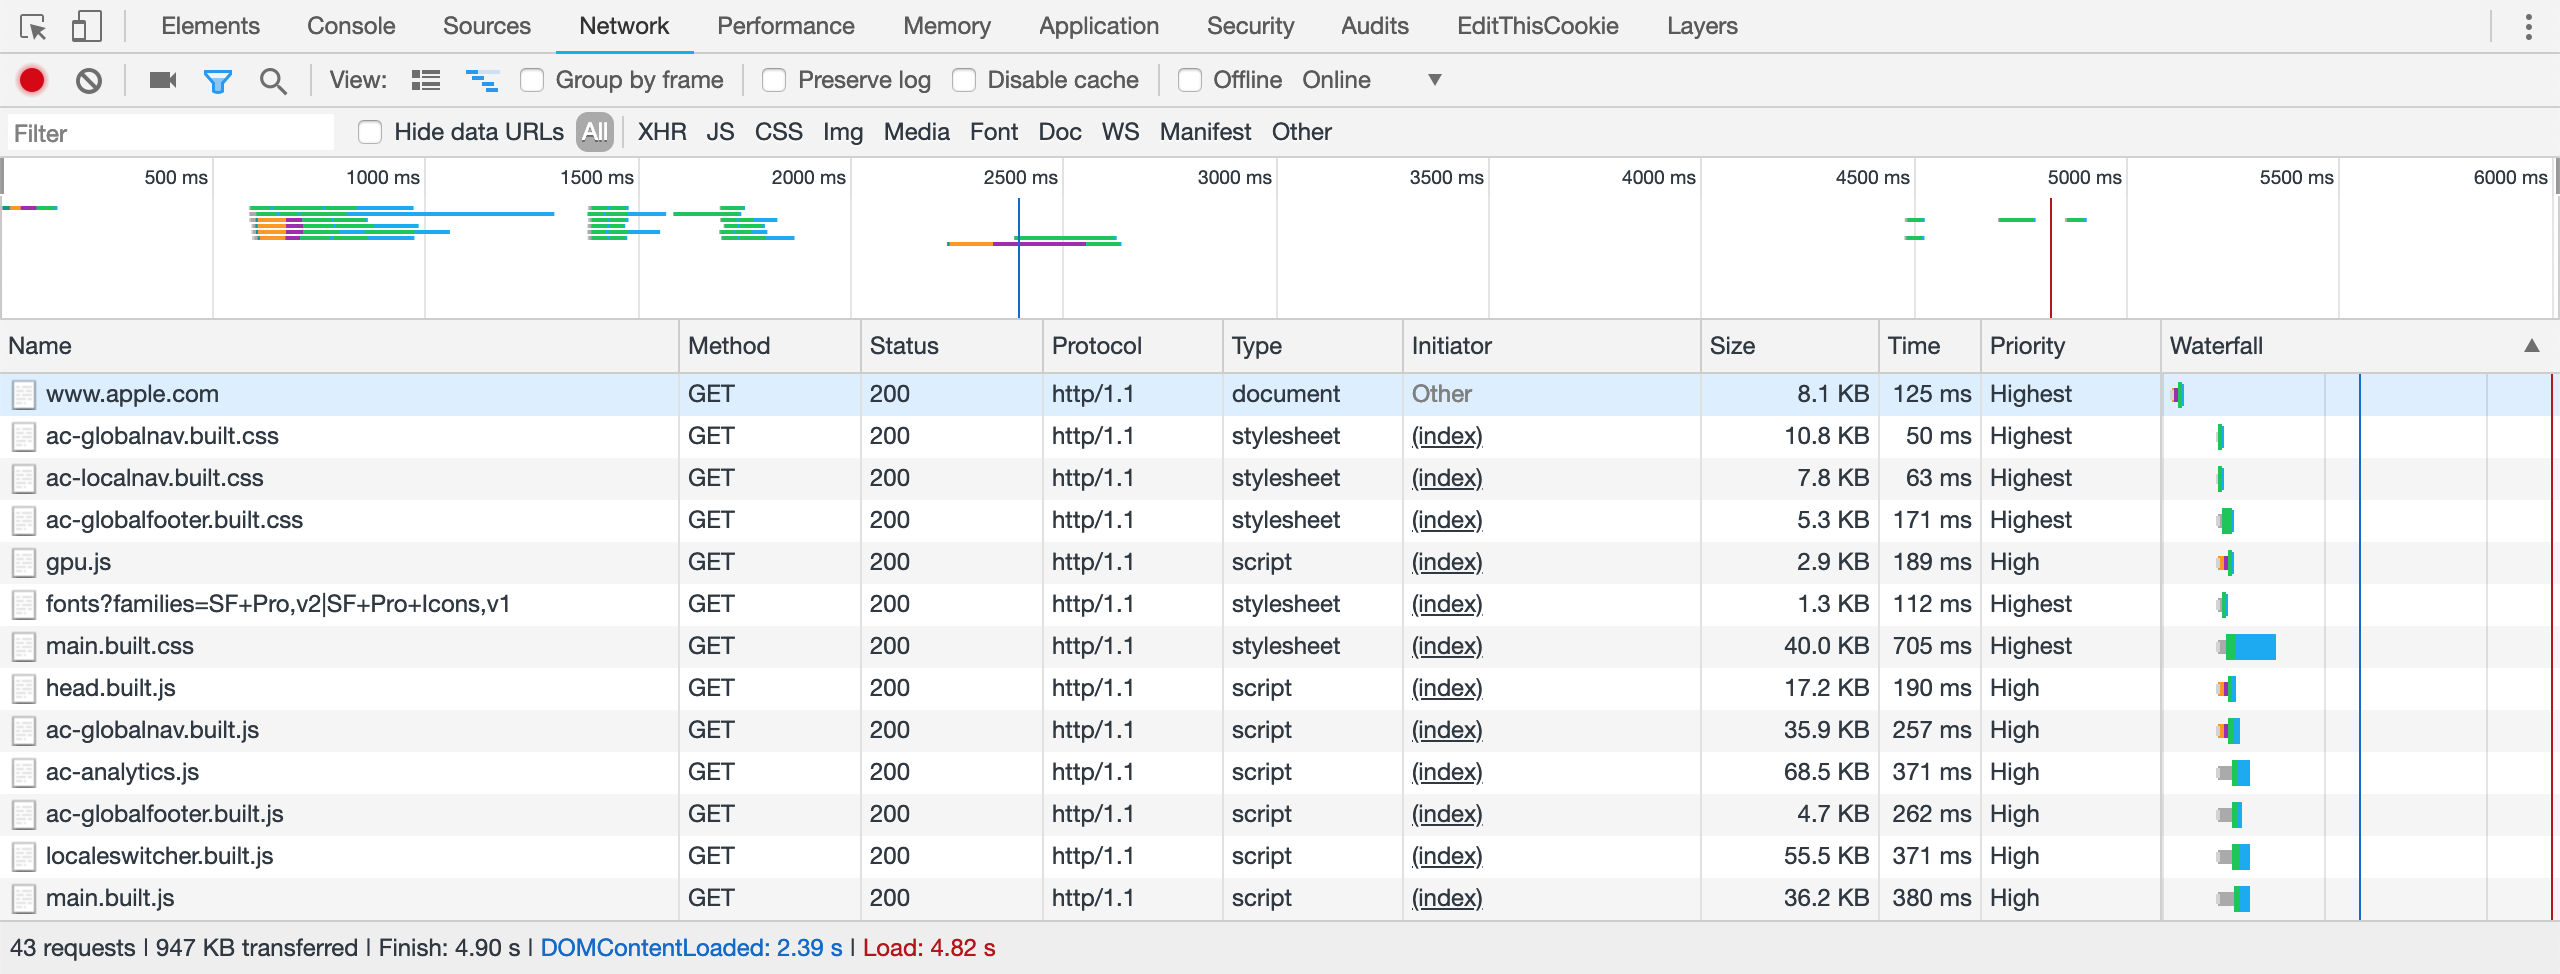 Elements Console Sources Network Performance Memory Application Security Audits EditThisCookie Layers
View: Group by frame Preserve log Disable cache Offline Online
Filter Hide data URLs All XHR JS CSS Img Media Font Doc WS Manifest Other
500 ms 1000 ms 1500 ms 2000 ms 2500 ms 3000 ms 3500 ms 4000 ms 4500 ms 5000 ms 5500 ms 6000 ms
Name Method Status Protocol Type Initiator Size Time Priority Waterfall
www.apple.com GET 200 http/1.1 document Other 8.1 KB 125 ms Highest
ac-globalnav.built.css GET 200 http/1.1 stylesheet (index) 10.8 KB 50 ms Highest
ac-localnav.built.css GET 200 http/1.1 stylesheet (index) 7.8 KB 63 ms Highest
ac-globalfooter.built.css GET 200 http/1.1 stylesheet (index) 5.3 KB 171 ms Highest
gpu.js GET 200 http/1.1 script (index) 2.9 KB 189 ms High
fonts?families=SF+Pro,v2|SF+Pro+Icons,v1 GET 200 http/1.1 stylesheet (index) 1.3 KB 112 ms Highest
main.built.css GET 200 http/1.1 stylesheet (index) 40.0 KB 705 ms Highest
head.built.js GET 200 http/1.1 script (index) 17.2 KB 190 ms High
ac-globalnav.built.js GET 200 http/1.1 script (index) 35.9 KB 257 ms High
ac-analytics.js GET 200 http/1.1 script (index) 68.5 KB 371 ms High
ac-globalfooter.built.js GET 200 http/1.1 script (index) 4.7 KB 262 ms High
localeswitcher.built.js GET 200 http/1.1 script (index) 55.5 KB 371 ms High
main.built.js GET 200 http/1.1 script (index) 36.2 KB 380 ms High
43 requests | 947 KB transferred | Finish: 4.90 s | DOMContentLoaded: 2.39 s | Load: 4.82 s